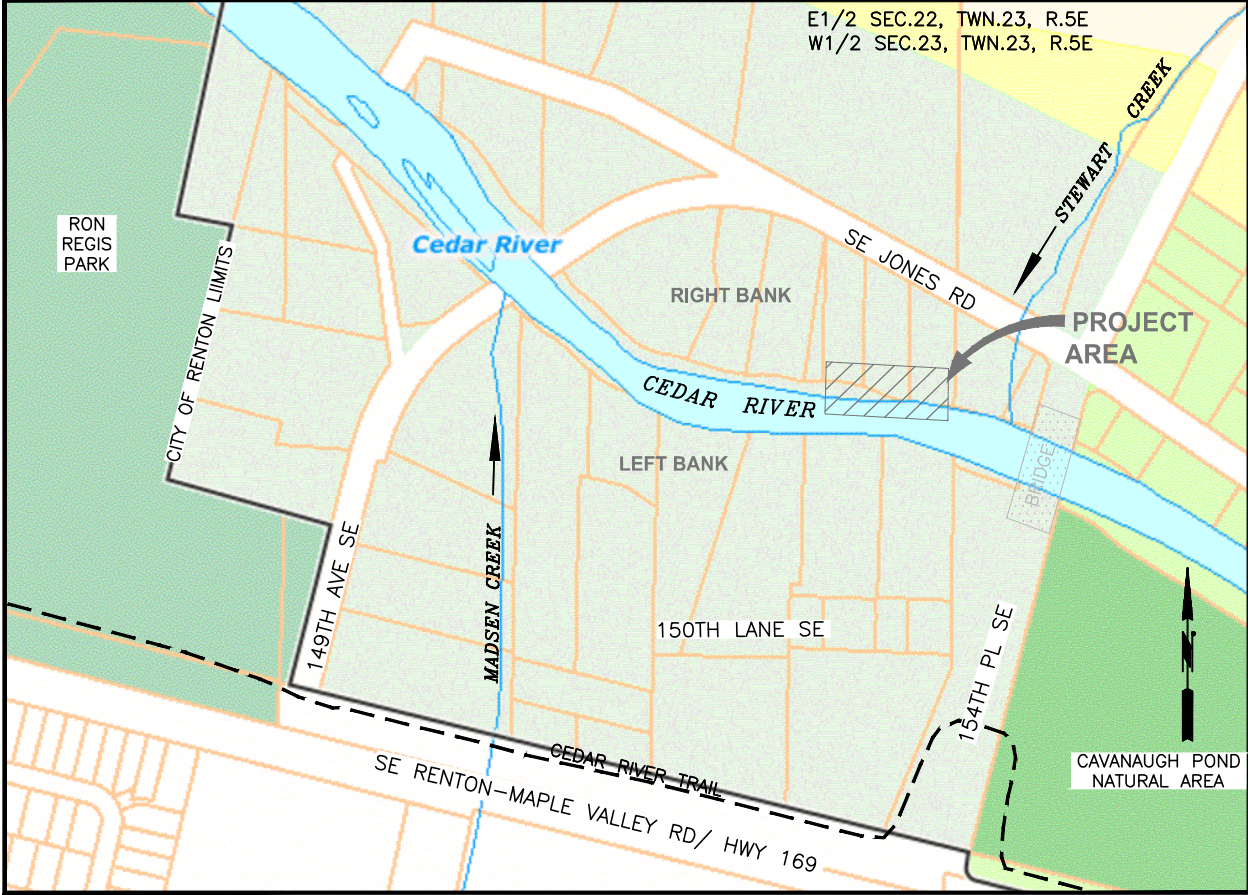 E1/2 SEC.22, TWN.23, R.5E
W1/2 SEC.23, TWN.23, R.5E
STEWART CREEK
RON
REGIS
PARK
CITY OF RENTON LIIMITS
Cedar River
SE JONES RD
RIGHT BANK
PROJECT
AREA
CEDAR RIVER
LEFT BANK
BRIDGE
149TH AVE SE
MADSEN CREEK
150TH LANE SE
154TH PL SE
N
CAVANAUGH POND
NATURAL AREA
CEDAR RIVER TRAIL
SE RENTON-MAPLE VALLEY RD/ HWY 169